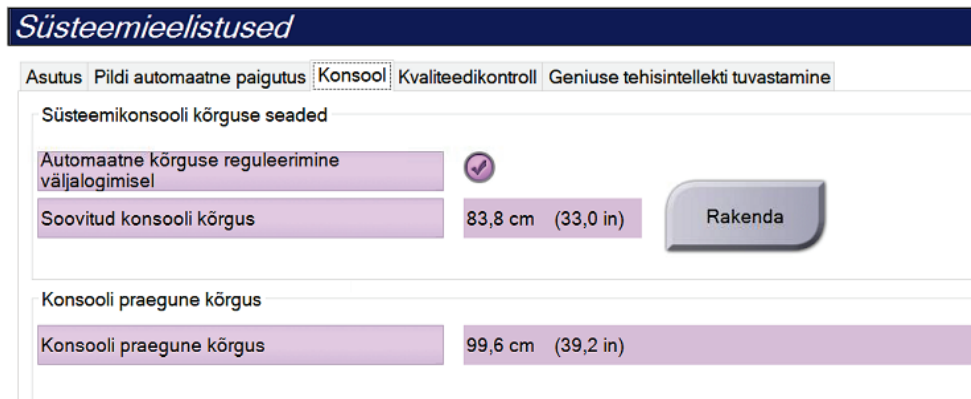 Süsteemieelistused
Asutus Pildi automaatne paigutus Konsool Kvaliteedikontroll Geniuse tehisintellekti tuvastamine
Süsteemikonsooli kõrguse seaded
Automaatne kõrguse reguleerimine
väljalogimisel
Soovitud konsooli kõrgus 83,8 cm (33,0 in) Rakenda
Konsooli praegune kõrgus
Konsooli praegune kõrgus 99,6 cm (39,2 in)